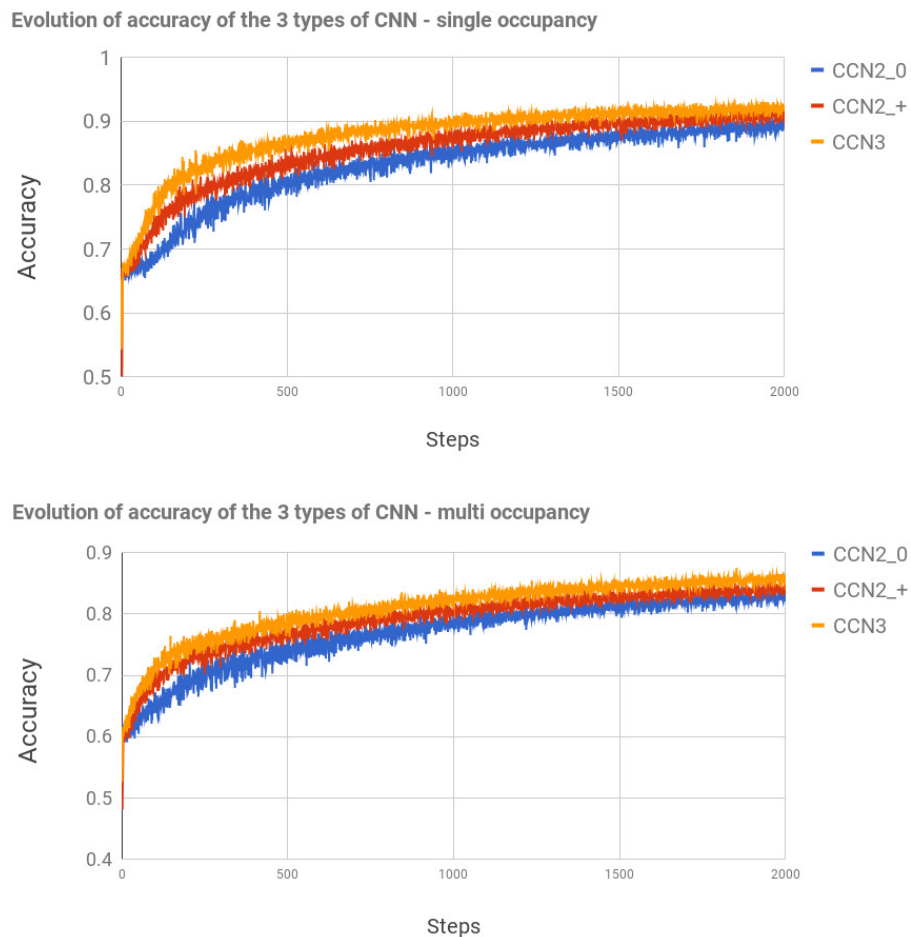 Evolution of accuracy of the 3 types of CNN - single occupancy
1
0.9
0.8
0.7
0.6
0.5
Accuracy
0
500
1000
1500
2000
Steps
CCN2_0
CCN2_+
CCN3
Evolution of accuracy of the 3 types of CNN - multi occupancy
0.9
0.8
0.7
0.6
0.5
0.4
Accuracy
0
500
1000
1500
2000
Steps
CCN2_0
CCN2_+
CCN3